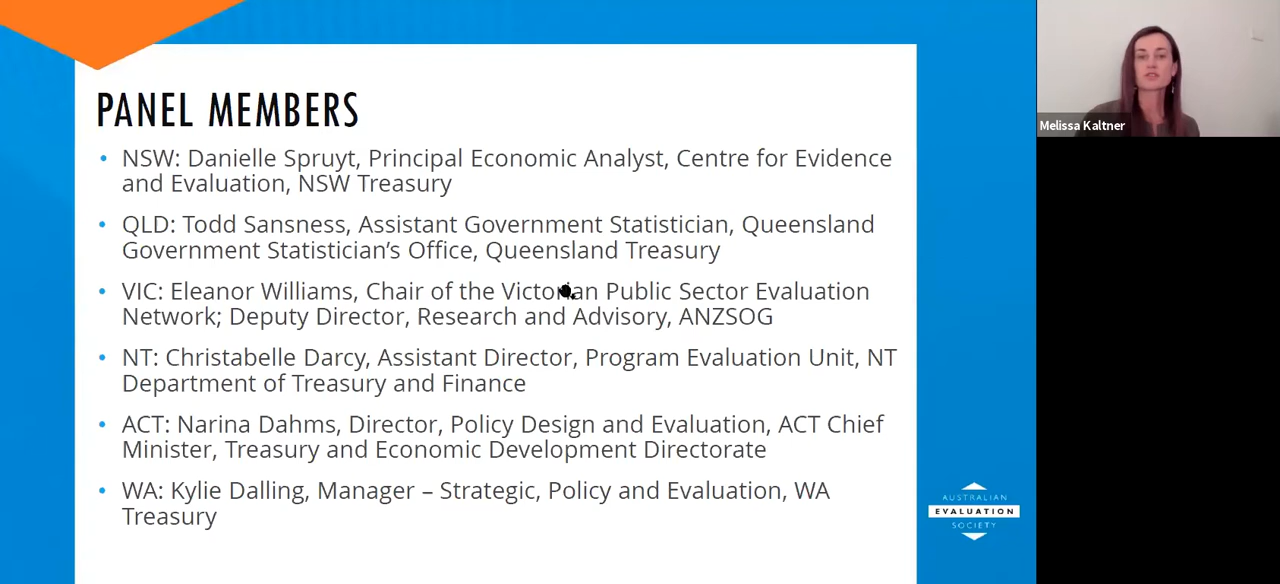 PANEL MEMBERS
• NSW: Danielle Spruyt, Principal Economic Analyst, Centre for Evidence
and Evaluation, NSW Treasury
• QLD: Todd Sansness, Assistant Government Statistician, Queensland
Government Statistician’s Office, Queensland Treasury
• VIC: Eleanor Williams, Chair of the Victorian Public Sector Evaluation
Network; Deputy Director, Research and Advisory, ANZSOG
• NT: Christabelle Darcy, Assistant Director, Program Evaluation Unit, NT
Department of Treasury and Finance
• ACT: Narina Dahms, Director, Policy Design and Evaluation, ACT Chief
Minister, Treasury and Economic Development Directorate
• WA: Kylie Dalling, Manager – Strategic, Policy and Evaluation, WA
Treasury
AUSTRALIAN
EVALUATION
SOCIETY
Melissa Kaltner